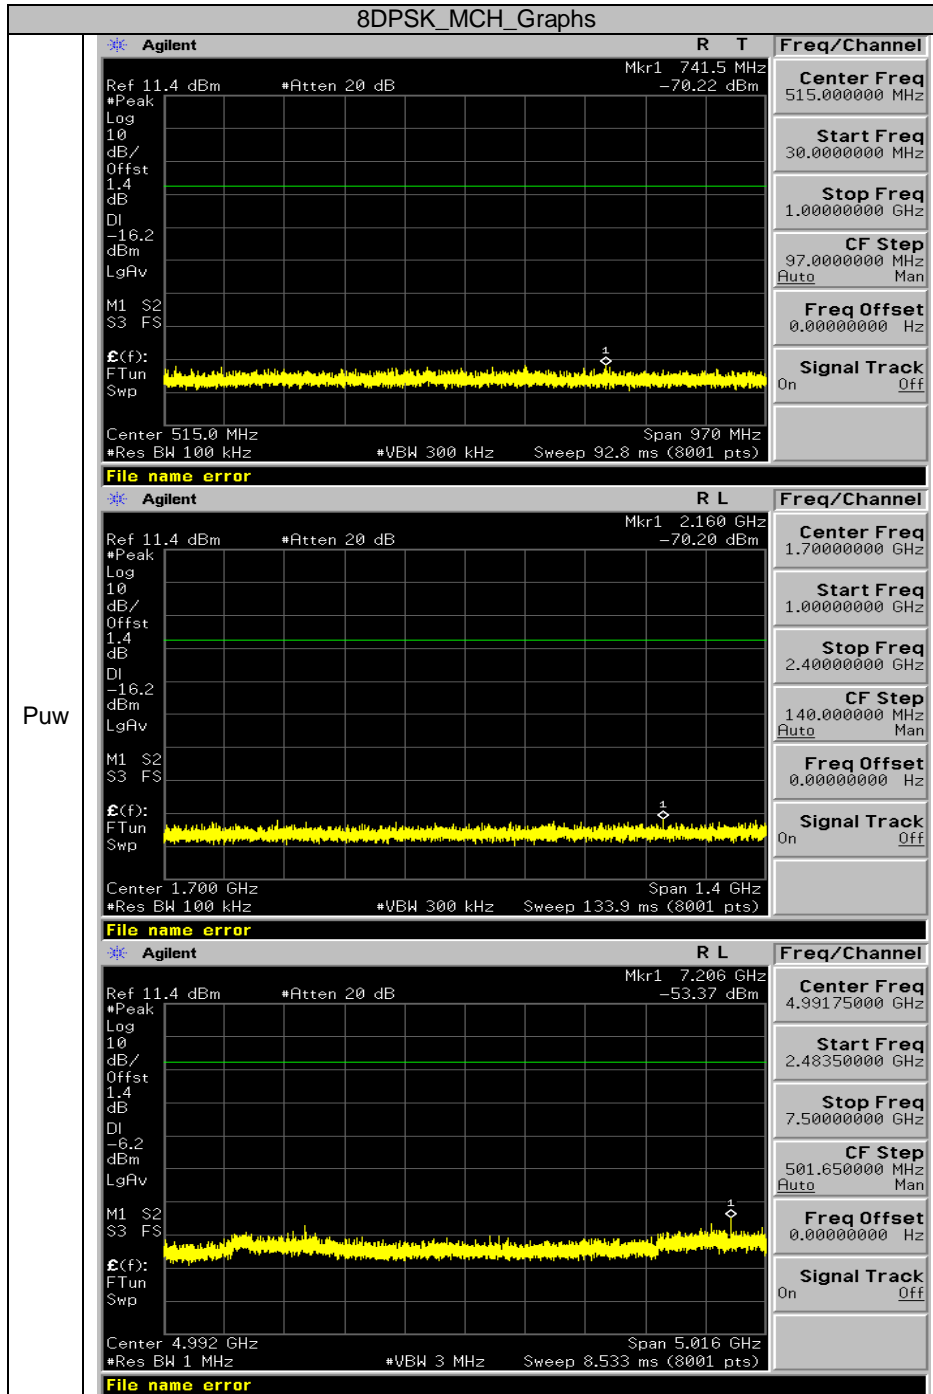 8DPSK_MCH_Graphs
Puw
Agilent R T Freq/Channel
Mkr1 741.5 MHz
Ref 11.4 dBm #Atten 20 dB -70.22 dBm
#Peak
Log
10
dB/
Offst
1.4
dB
DI
-16.2
dBm
LgAv
M1 S2
S3 FS
£(f):
FTun
Swp
1
Center 515.0 MHz Span 970 MHz
#Res BW 100 kHz #VBW 300 kHz Sweep 92.8 ms (8001 pts)
File name error
Center Freq
515.000000 MHz
Start Freq
30.0000000 MHz
Stop Freq
1.00000000 GHz
CF Step
97.0000000 MHz
Auto Man
Freq Offset
0.00000000 Hz
Signal Track
On Off
Agilent R L Freq/Channel
Mkr1 2.160 GHz
Ref 11.4 dBm #Atten 20 dB -70.20 dBm
#Peak
Log
10
dB/
Offst
1.4
dB
DI
-16.2
dBm
LgAv
M1 S2
S3 FS
£(f):
FTun
Swp
1
Center 1.700 GHz Span 1.4 GHz
#Res BW 100 kHz #VBW 300 kHz Sweep 133.9 ms (8001 pts)
File name error
Center Freq
1.70000000 GHz
Start Freq
1.00000000 GHz
Stop Freq
2.40000000 GHz
CF Step
140.000000 MHz
Auto Man
Freq Offset
0.00000000 Hz
Signal Track
On Off
Agilent R L Freq/Channel
Mkr1 7.206 GHz
Ref 11.4 dBm #Atten 20 dB -53.37 dBm
#Peak
Log
10
dB/
Offst
1.4
dB
DI
-6.2
dBm
LgAv
M1 S2
S3 FS
£(f):
FTun
Swp
1
Center 4.992 GHz Span 5.016 GHz
#Res BW 1 MHz #VBW 3 MHz Sweep 8.533 ms (8001 pts)
File name error
Center Freq
4.99175000 GHz
Start Freq
2.48350000 GHz
Stop Freq
7.50000000 GHz
CF Step
501.650000 MHz
Auto Man
Freq Offset
0.00000000 Hz
Signal Track
On Off